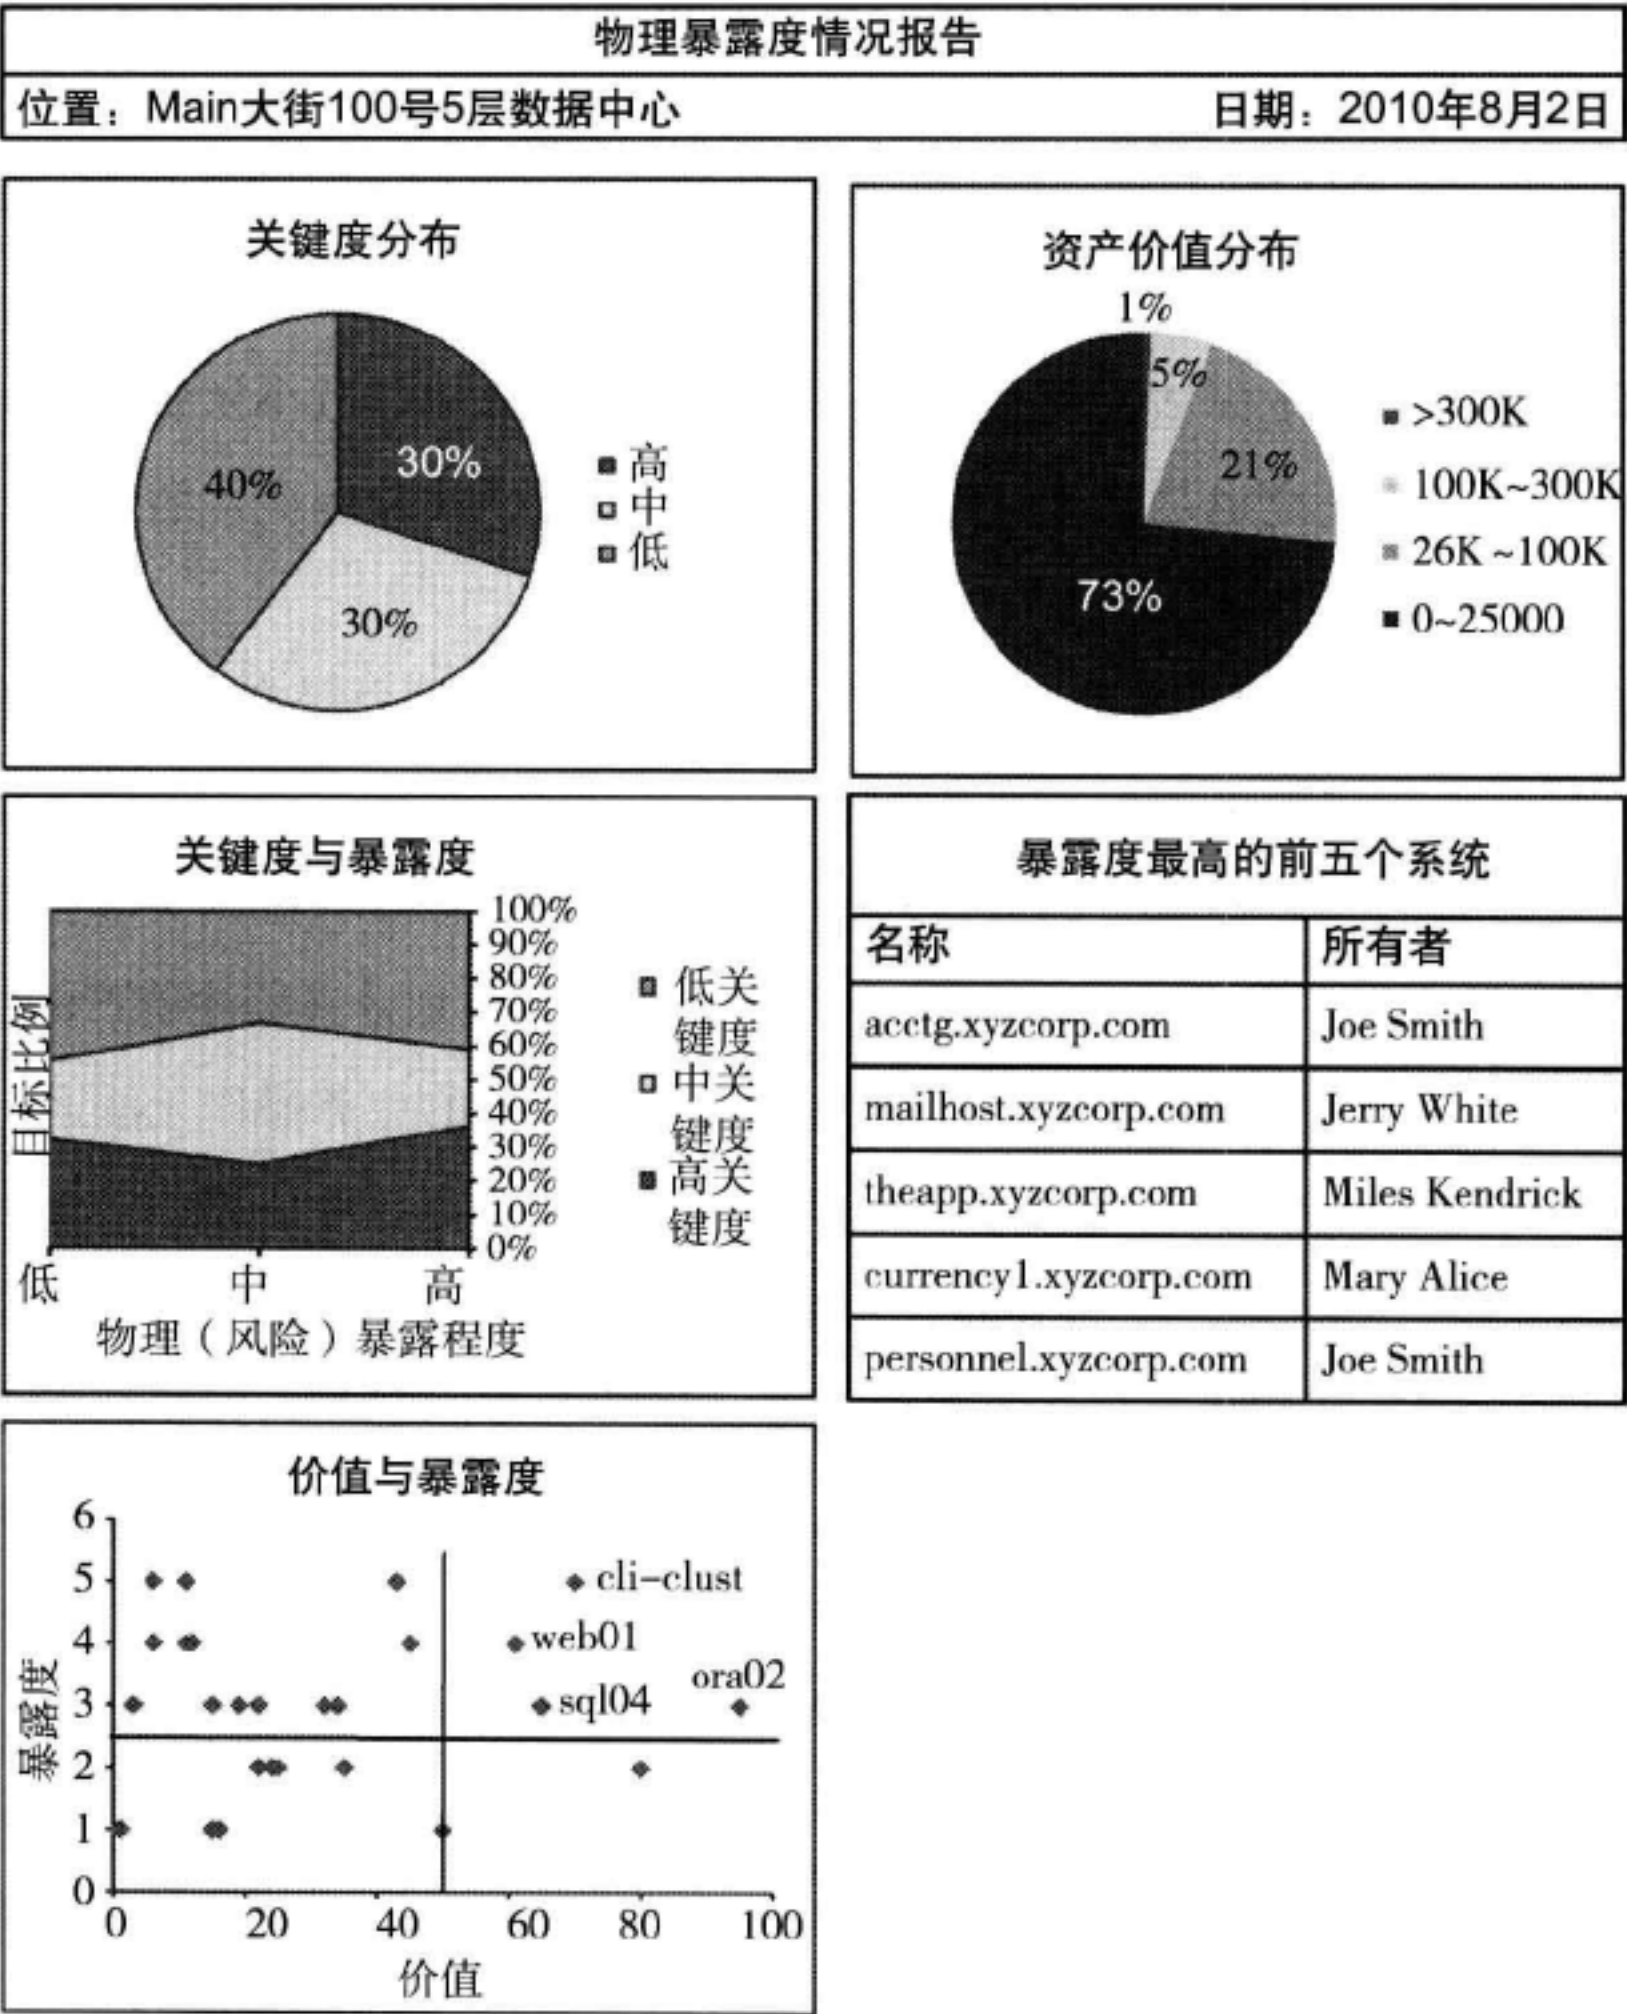 物理暴露度情况报告
位置：Main大街100号5层数据中心
日期：2010年8月2日
关键度分布
30%
40%
30%
高
中
低
资产价值分布
1%
5%
21%
73%
>300K
100K~300K
26K ~100K
0~25000
关键度与暴露度
100%
90%
80%
70%
60%
50%
40%
30%
20%
10%
0%
目标比例
低
中
高
物理（风险）暴露程度
低关
键度
中关
键度
高关
键度
暴露度最高的前五个系统
名称 所有者
acctg.xyzcorp.com Joe Smith
mailhost.xyzcorp.com Jerry White
theapp.xyzcorp.com Miles Kendrick
currency1.xyzcorp.com Mary Alice
personnel.xyzcorp.com Joe Smith
价值与暴露度
6
5
4
3
2
1
0
暴露度
cli-clust
web01
ora02
sql04
0 20 40 60 80 100
价值